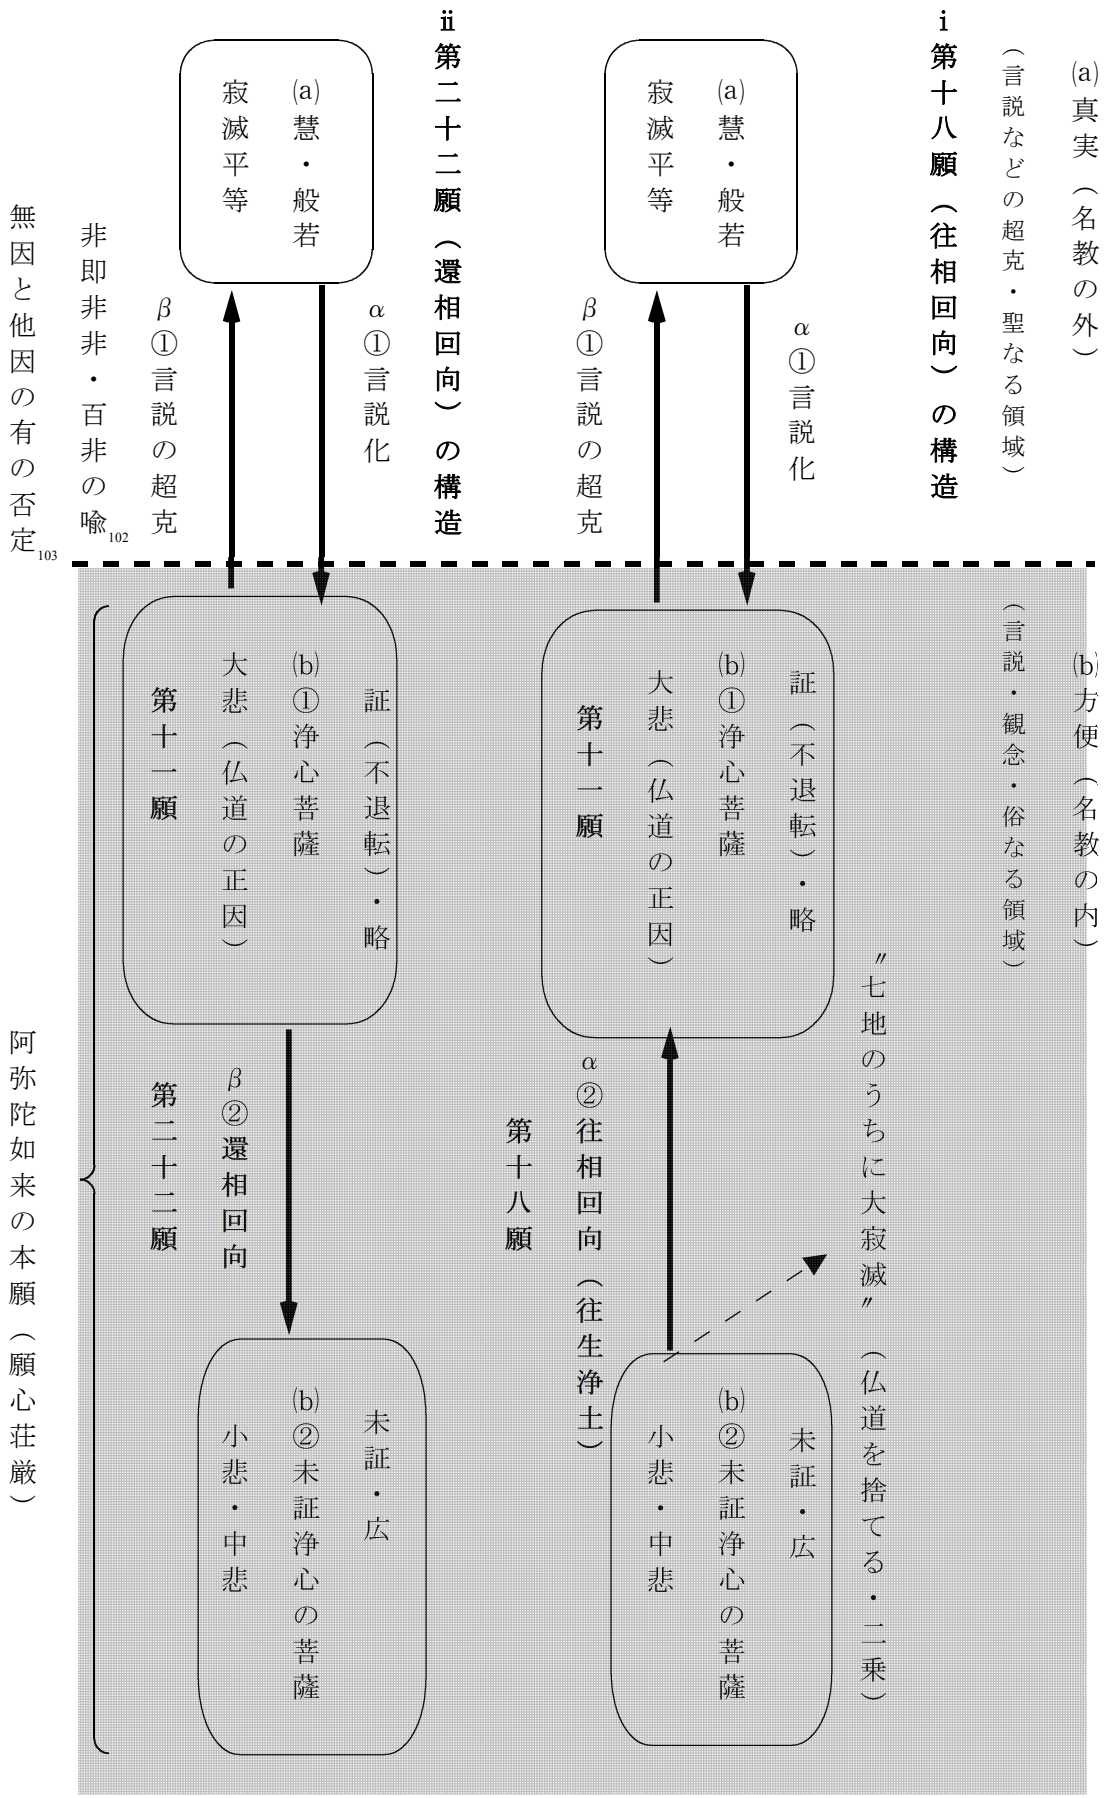 (a)真実（名教の外）
（言説などの超克・聖なる領域）
(b)方便（名教の内）
（言説・観念・俗なる領域）
ⅰ第十八願（往相回向）の構造
〃七地のうちに大寂滅〃（仏道を捨てる・二乗）
α①言説化
(a)慧・般若
寂滅平等
β①言説の超克
証（不退転）・略
(b)①浄心菩薩
大悲（仏道の正因）
第十一願
α②往相回向（往生浄土）
第十八願
未証・広
(b)②未証浄心の菩薩
小悲・中悲
ⅱ第二十二願（還相回向）の構造
α①言説化
(a)慧・般若
寂滅平等
β①言説の超克
証（不退転）・略
(b)①浄心菩薩
大悲（仏道の正因）
第十一願
β②還相回向
第二十二願
未証・広
(b)②未証浄心の菩薩
小悲・中悲
非即非非・百非の喩102
無因と他因の有の否定103
阿弥陀如来の本願（願心荘厳）